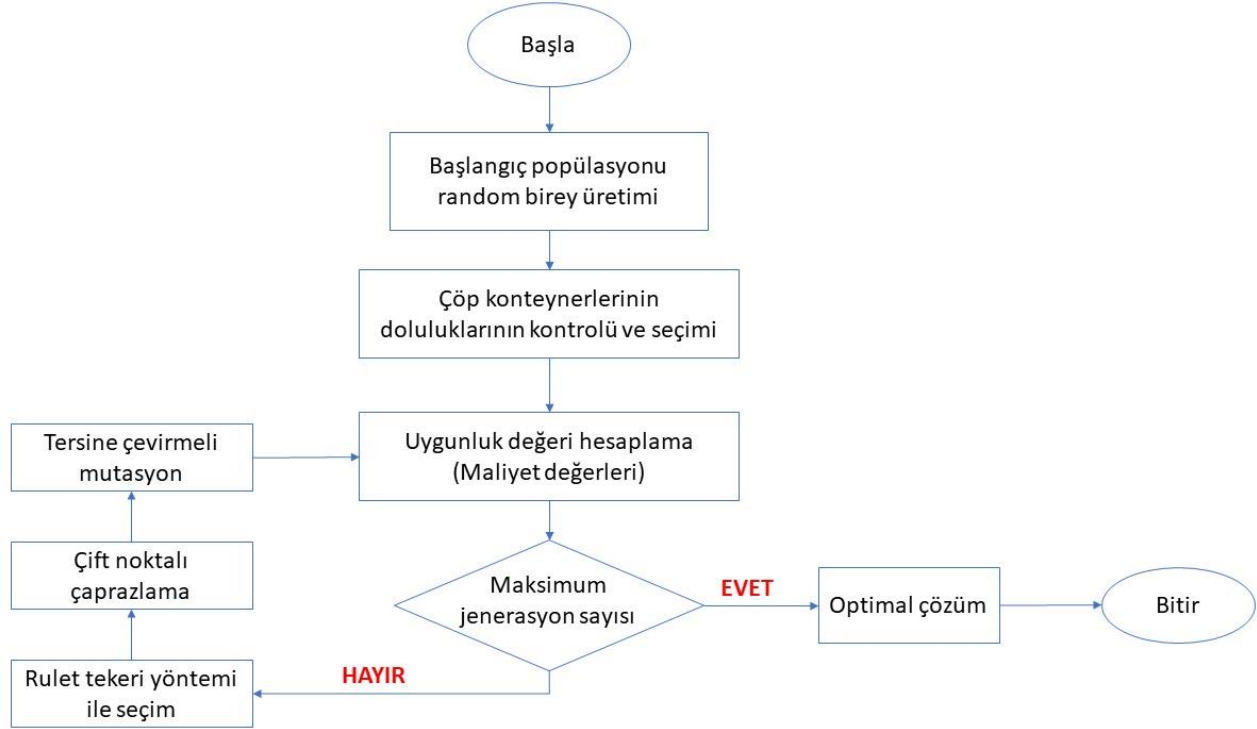 Başla
Başlangıç popülasyonu
random birey üretimi
Çöp konteynerlerinin
doluluklarının kontrolü ve seçimi
Uygunluk değeri hesaplama
(Maliyet değerleri)
Maksimum
jenerasyon sayısı
EVET
Optimal çözüm
Bitir
HAYIR
Rulet tekeri yöntemi
ile seçim
Çift noktalı
çaprazlama
Tersine çevirmeli
mutasyon